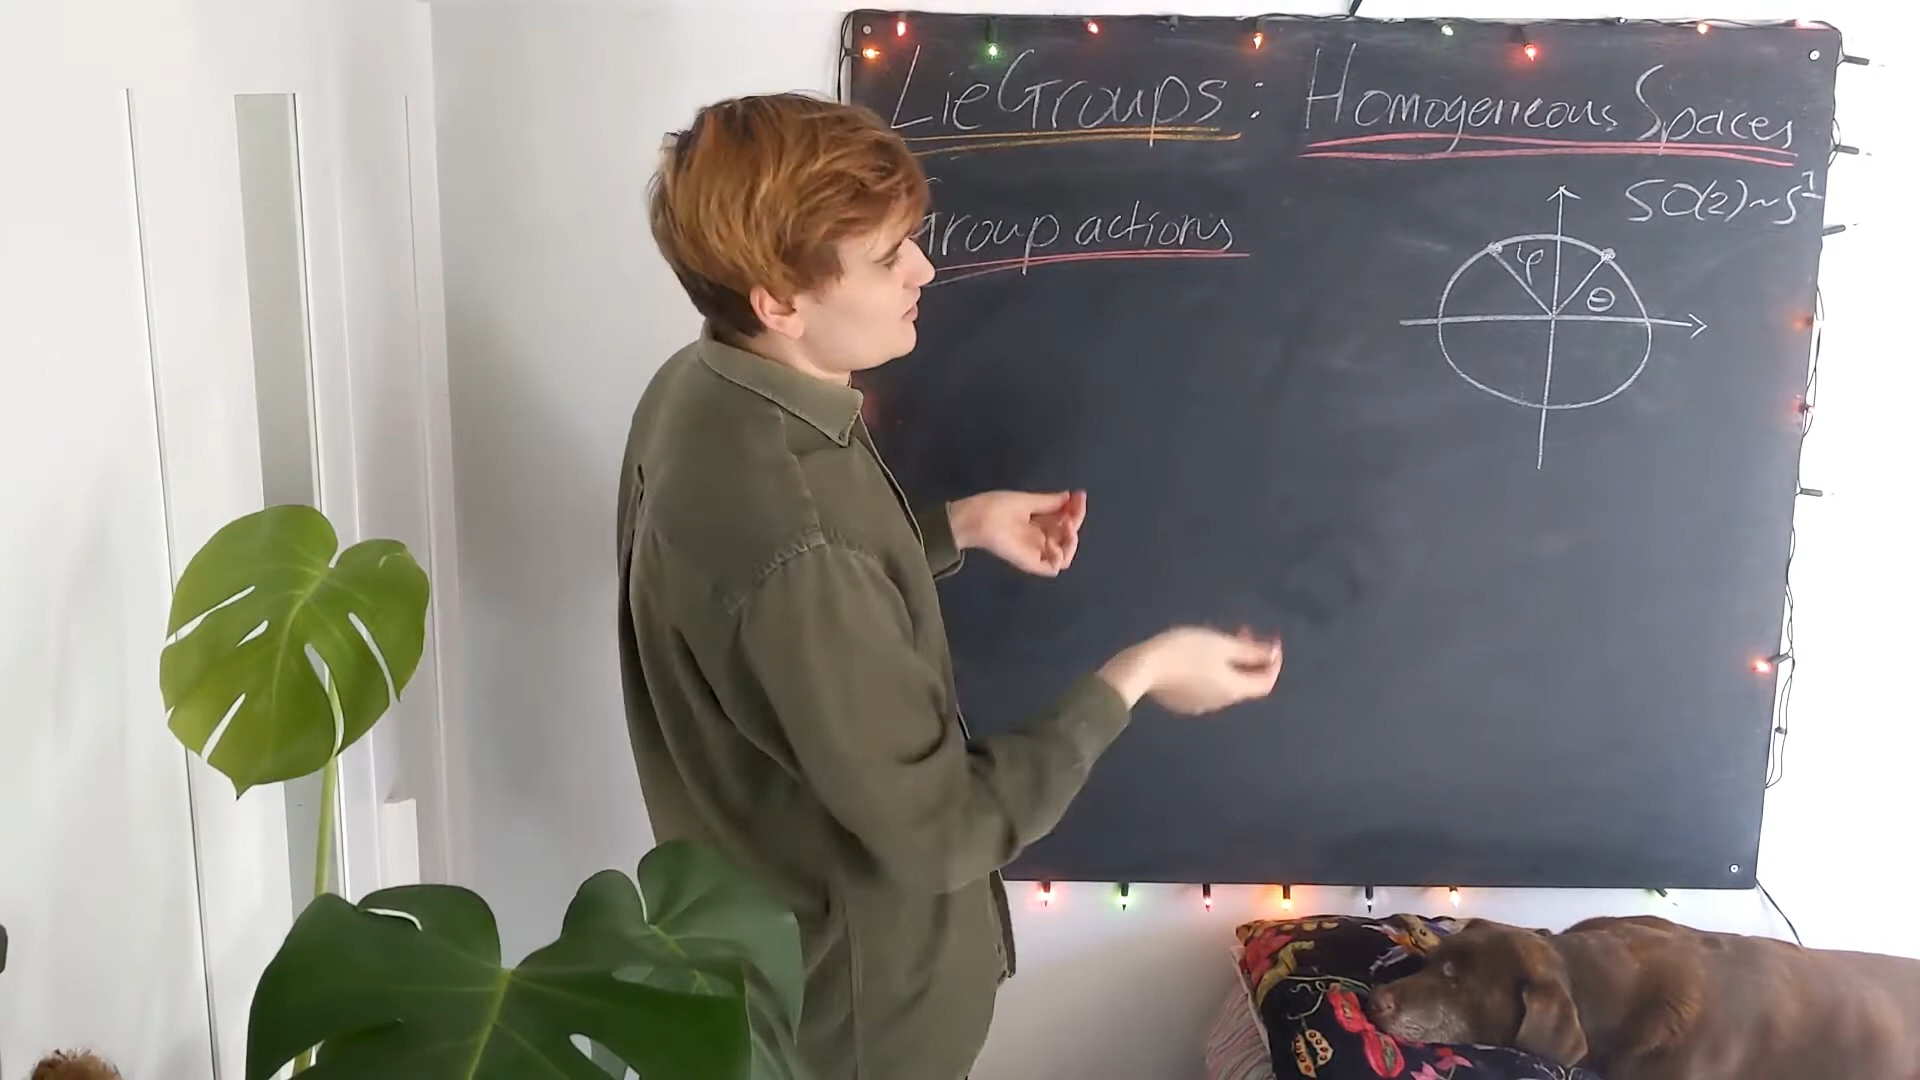 Lie Groups: Homogeneous Spaces
Group actions
SO(2)~S¹
φ
θ